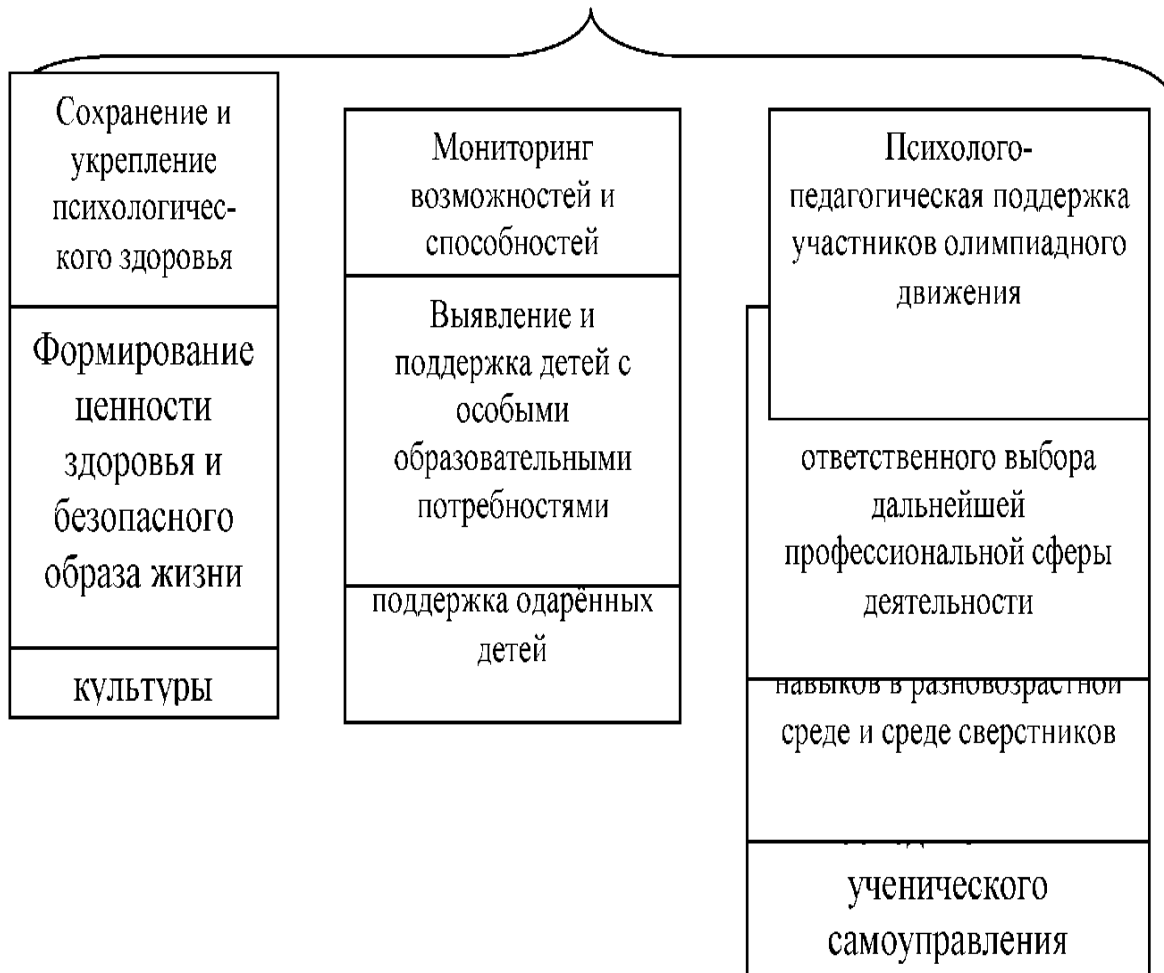 Сохранение и
укрепление
психологичес-
кого здоровья
Формирование
ценности
здоровья и
безопасного
образа жизни
культуры
Мониторинг
возможностей и
способностей
Выявление и
поддержка детей с
особыми
образовательными
потребностями
поддержка одарённых
детей
Психолого-
педагогическая поддержка
участников олимпиадного
движения
ответственного выбора
дальнейшей
профессиональной сферы
деятельности
навыков в разновозрастной
среде и среде сверстников
ученического
самоуправления